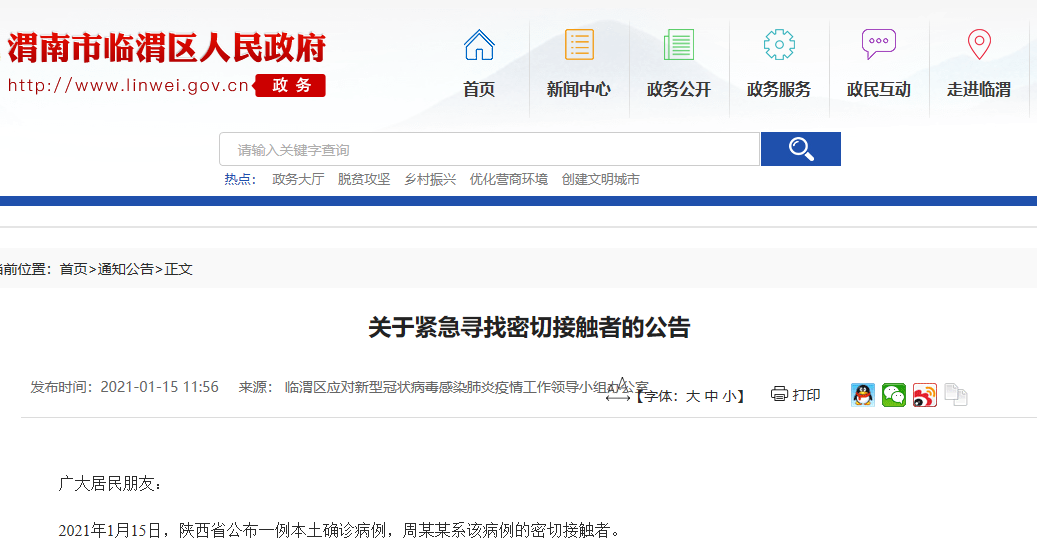 渭南市临渭区人民政府
http://www.linwei.gov.cn 政务
首页 新闻中心 政务公开 政务服务 政民互动 走进临渭
请输入关键字查询
热点： 政务大厅 脱贫攻坚 乡村振兴 优化营商环境 创建文明城市
当前位置：首页>通知公告>正文
关于紧急寻找密切接触者的公告
发布时间：2021-01-15 11:56 来源： 临渭区应对新型冠状病毒感染肺炎疫情工作领导小组办公室 【字体：大 中 小】 打印
广大居民朋友：
2021年1月15日，陕西省公布一例本土确诊病例，周某某系该病例的密切接触者。